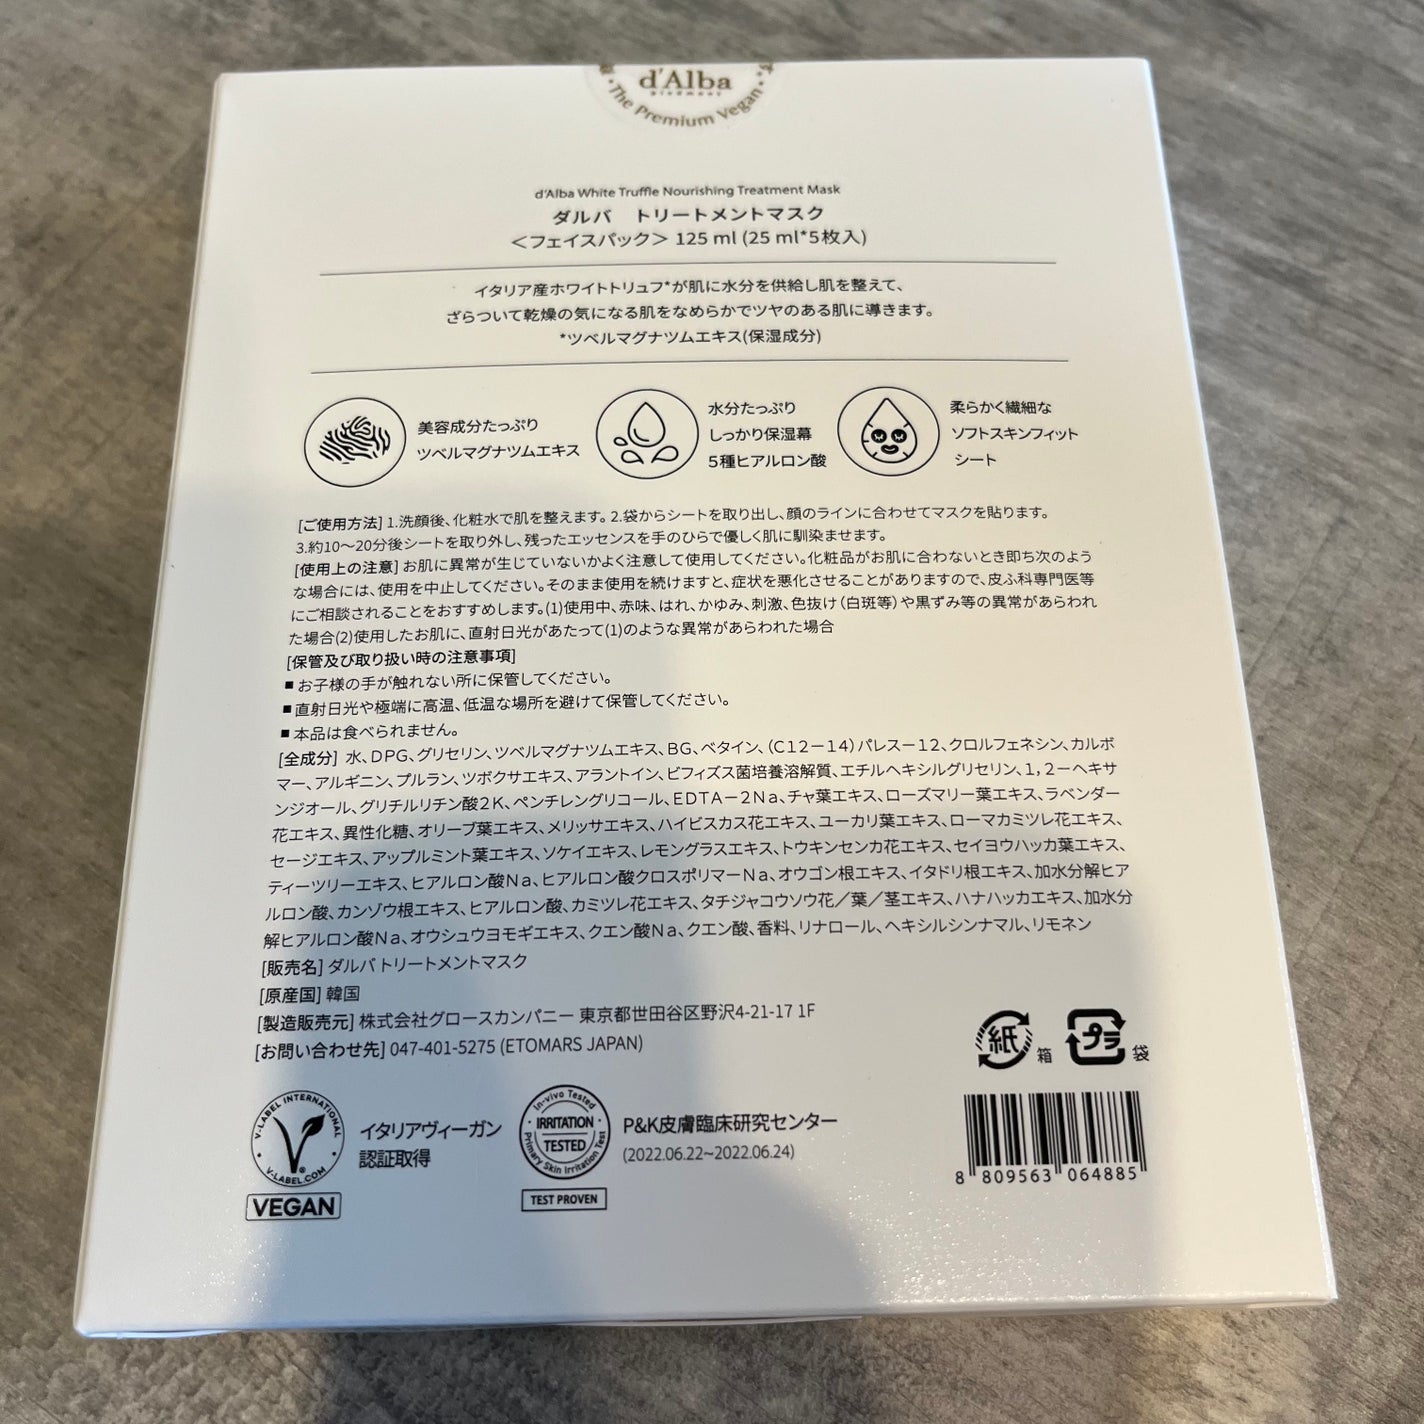 d'Alba
piedmont
The Premium Vegan
d'Alba White Truffle Nourishing Treatment Mask
ダルバ　トリートメントマスク
＜フェイスパック＞ 125 ml (25 ml*5枚入)
イタリア産ホワイトトリュフ*が肌に水分を供給し肌を整えて、
ざらついて乾燥の気になる肌をなめらかでツヤのある肌に導きます。
*ツベルマグナツムエキス(保湿成分)
美容成分たっぷり
ツベルマグナツムエキス
水分たっぷり
しっかり保湿幕
5種ヒアルロン酸
柔らかく繊細な
ソフトスキンフィット
シート
[ご使用方法] 1.洗顔後、化粧水で肌を整えます。2.袋からシートを取り出し、顔のラインに合わせてマスクを貼ります。
3.約10〜20分後シートを取り外し、残ったエッセンスを手のひらで優しく肌に馴染ませます。
[使用上の注意] お肌に異常が生じていないかよく注意して使用してください。化粧品がお肌に合わないとき即ち次のよう
な場合には、使用を中止してください。そのまま使用を続けますと、症状を悪化させることがありますので、皮ふ科専門医等
にご相談されることをおすすめします。(1)使用中、赤味、はれ、かゆみ、刺激、色抜け（白斑等）や黒ずみ等の異常があらわれ
た場合(2)使用したお肌に、直射日光があたって(1)のような異常があらわれた場合
[保管及び取り扱い時の注意事項]
■ お子様の手が触れない所に保管してください。
■ 直射日光や極端に高温、低温な場所を避けて保管してください。
■ 本品は食べられません。
[全成分] 水、DPG、グリセリン、ツベルマグナツムエキス、BG、ベタイン、（C12－14）パレス－12、クロルフェネシン、カルボ
マー、アルギニン、プルラン、ツボクサエキス、アラントイン、ビフィズス菌培養溶解質、エチルヘキシルグリセリン、1，2－ヘキサ
ンジオール、グリチルリチン酸2K、ペンチレングリコール、EDTA－2Na、チャ葉エキス、ローズマリー葉エキス、ラベンダー
花エキス、異性化糖、オリーブ葉エキス、メリッサエキス、ハイビスカス花エキス、ユーカリ葉エキス、ローマカミツレ花エキス、
セージエキス、アップルミント葉エキス、ソケイエキス、レモングラスエキス、トウキンセンカ花エキス、セイヨウハッカ葉エキス、
ティーツリーエキス、ヒアルロン酸Na、ヒアルロン酸クロスポリマーNa、オウゴン根エキス、イタドリ根エキス、加水分解ヒア
ルロン酸、カンゾウ根エキス、ヒアルロン酸、カミツレ花エキス、タチジャコウソウ花／葉／茎エキス、ハナハッカエキス、加水分
解ヒアルロン酸Na、オウシュウヨモギエキス、クエン酸Na、クエン酸、香料、リナロール、ヘキシルシンナマル、リモネン
[販売名] ダルバトリートメントマスク
[原産国] 韓国
[製造販売元] 株式会社グロースカンパニー 東京都世田谷区野沢4-21-17 1F
[お問い合わせ先] 047-401-5275 (ETOMARS JAPAN)
紙 箱
プラ 袋
V-LABEL INTERNATIONAL
V-LABEL.COM
VEGAN
イタリアヴィーガン
認証取得
In-vivo Tested
IRRITATION
TESTED
Primary Skin Irritation Test
TEST PROVEN
P&K皮膚臨床研究センター
(2022.06.22~2022.06.24)
8 809563 064885